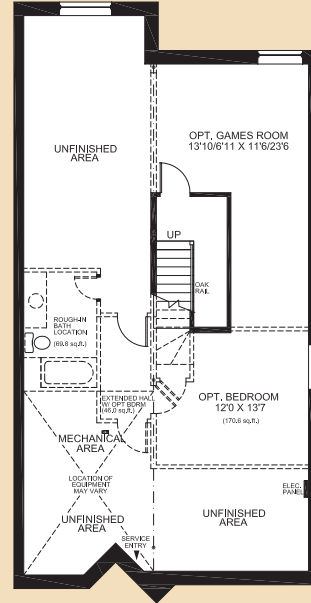 UNFINISHED
AREA
OPT. GAMES ROOM
13'10/6'11 X 11'6/23'6
UP
OAK
RAIL
ROUGH-IN
BATH
LOCATION
(69.8 sq.ft.)
EXTENDED HALL
W/ OPT BDRM
(46.0 sq.ft.)
OPT. BEDROOM
12'0 X 13'7
(170.6 sq.ft.)
MECHANICAL
AREA
LOCATION OF
EQUIPMENT
MAY VARY
ELEC.
PANEL
UNFINISHED
AREA
UNFINISHED
AREA
SERVICE
ENTRY